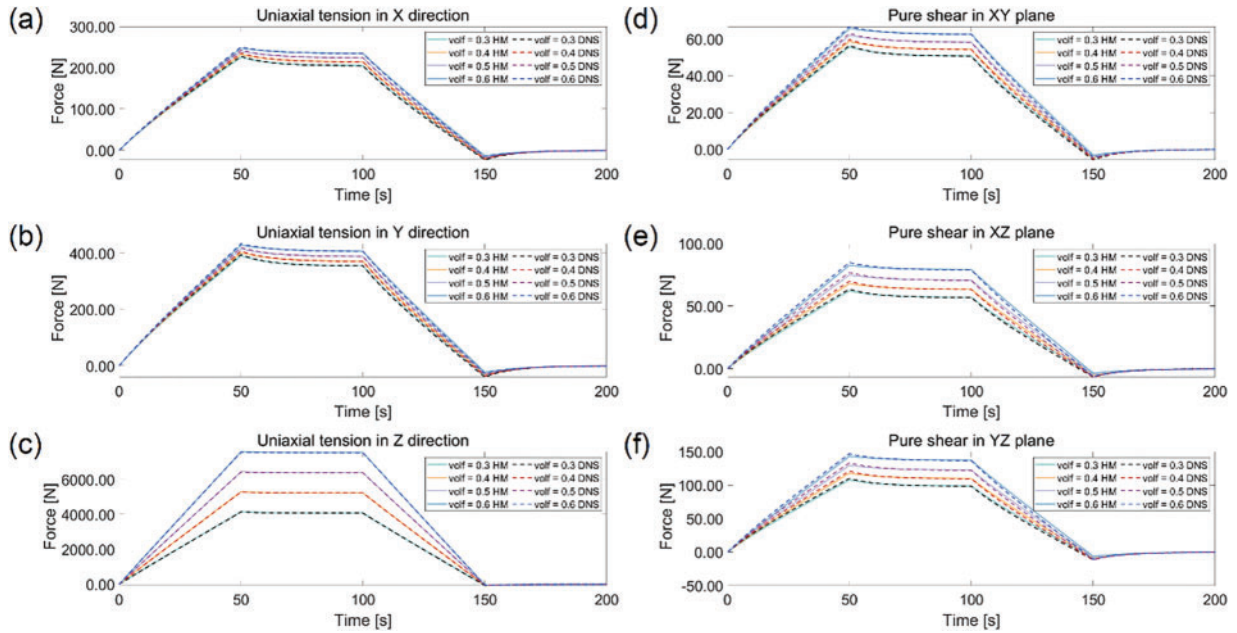 (a)
Uniaxial tension in X direction
300.00
200.00
100.00
0.00
Force [N]
volf = 0.3 HM
volf = 0.3 DNS
volf = 0.4 HM
volf = 0.4 DNS
volf = 0.5 HM
volf = 0.5 DNS
volf = 0.6 HM
volf = 0.6 DNS
0
50
100
150
200
Time [s]
(b)
Uniaxial tension in Y direction
400.00
200.00
0.00
Force [N]
volf = 0.3 HM
volf = 0.3 DNS
volf = 0.4 HM
volf = 0.4 DNS
volf = 0.5 HM
volf = 0.5 DNS
volf = 0.6 HM
volf = 0.6 DNS
0
50
100
150
200
Time [s]
(c)
Uniaxial tension in Z direction
6000.00
4000.00
2000.00
0.00
Force [N]
volf = 0.3 HM
volf = 0.3 DNS
volf = 0.4 HM
volf = 0.4 DNS
volf = 0.5 HM
volf = 0.5 DNS
volf = 0.6 HM
volf = 0.6 DNS
0
50
100
150
200
Time [s]
(d)
Pure shear in XY plane
60.00
40.00
20.00
0.00
Force [N]
volf = 0.3 HM
volf = 0.3 DNS
volf = 0.4 HM
volf = 0.4 DNS
volf = 0.5 HM
volf = 0.5 DNS
volf = 0.6 HM
volf = 0.6 DNS
0
50
100
150
200
Time [s]
(e)
Pure shear in XZ plane
100.00
50.00
0.00
Force [N]
volf = 0.3 HM
volf = 0.3 DNS
volf = 0.4 HM
volf = 0.4 DNS
volf = 0.5 HM
volf = 0.5 DNS
volf = 0.6 HM
volf = 0.6 DNS
0
50
100
150
200
Time [s]
(f)
Pure shear in YZ plane
150.00
100.00
50.00
0.00
-50.00
Force [N]
volf = 0.3 HM
volf = 0.3 DNS
volf = 0.4 HM
volf = 0.4 DNS
volf = 0.5 HM
volf = 0.5 DNS
volf = 0.6 HM
volf = 0.6 DNS
0
50
100
150
200
Time [s]